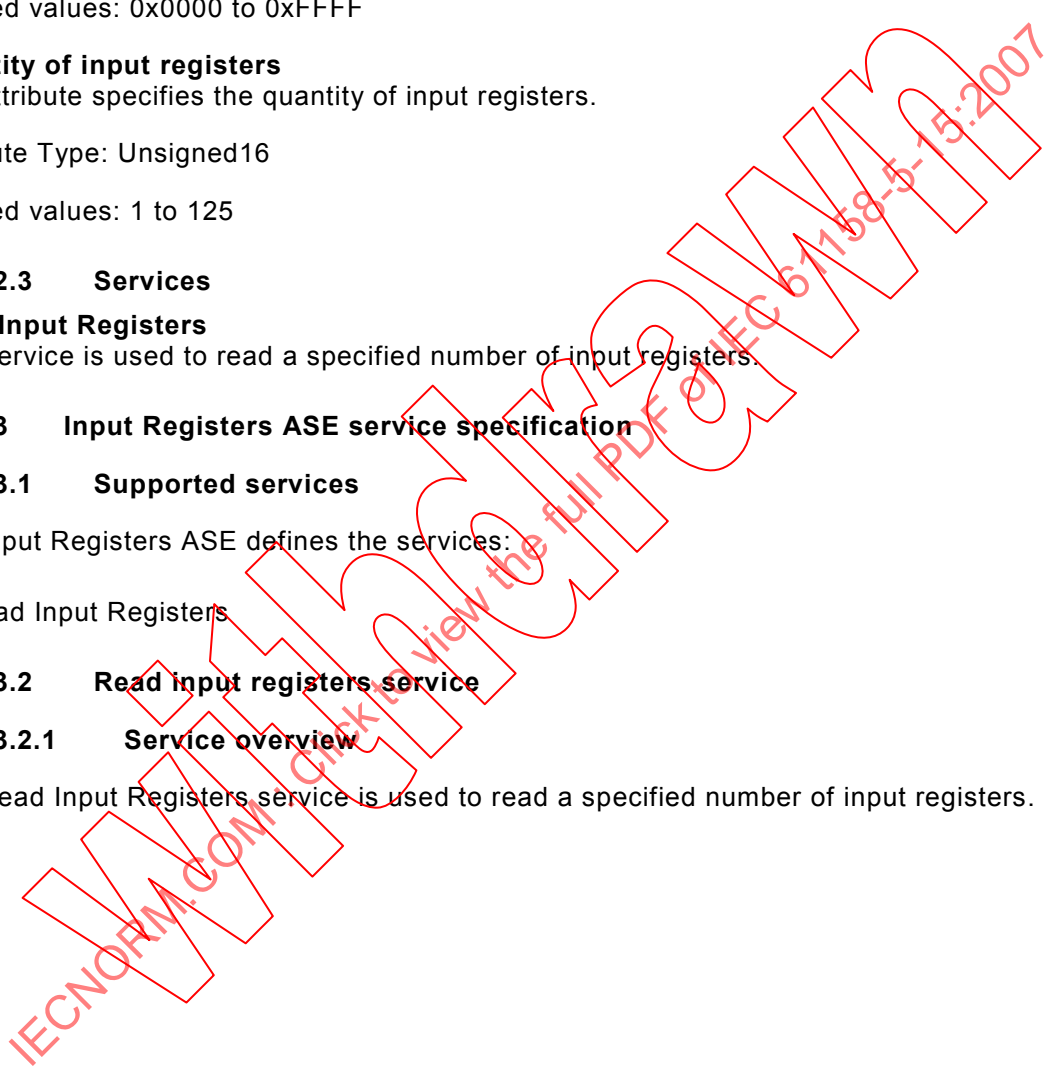 ed values: 0x0000 to 0xFFFF
tity of input registers
ttribute specifies the quantity of input registers.
ute Type: Unsigned16
ed values: 1 to 125
2.3 Services
Input Registers
ervice is used to read a specified number of input registers.
3 Input Registers ASE service specification
3.1 Supported services
put Registers ASE defines the services:
ad Input Registers
3.2 Read input registers service
3.2.1 Service overview
ead Input Registers service is used to read a specified number of input registers.
Withdrawn
IECNORM.COM : Click to view the full PDF of IEC 61158-5-15:2007